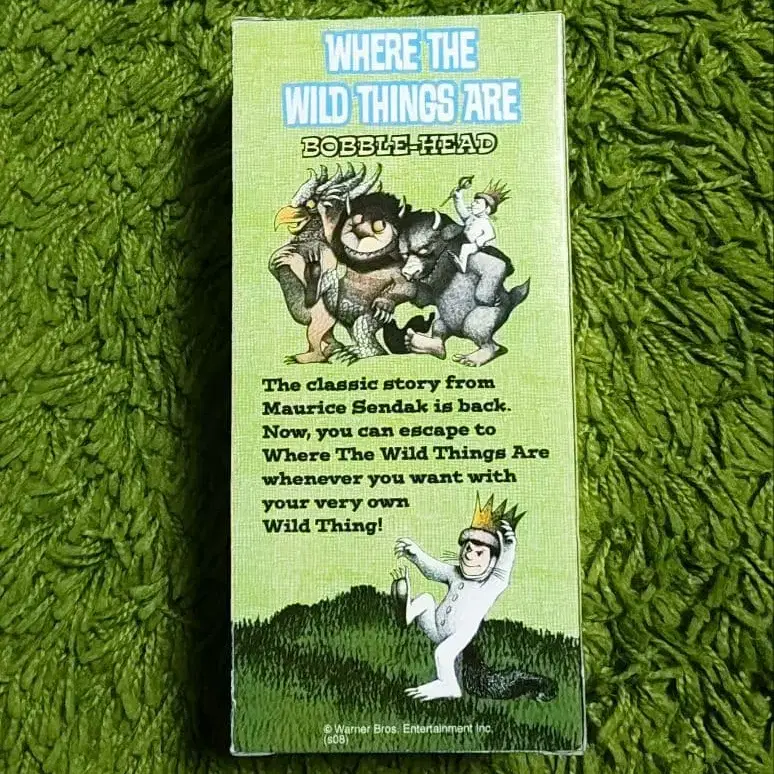 WHERE THE
WILD THINGS ARE
BOBBLE-HEAD
The classic story from
Maurice Sendak is back.
Now, you can escape to
Where The Wild Things Are
whenever you want with
your very own
Wild Thing!
© Warner Bros. Entertainment Inc.
(s08)